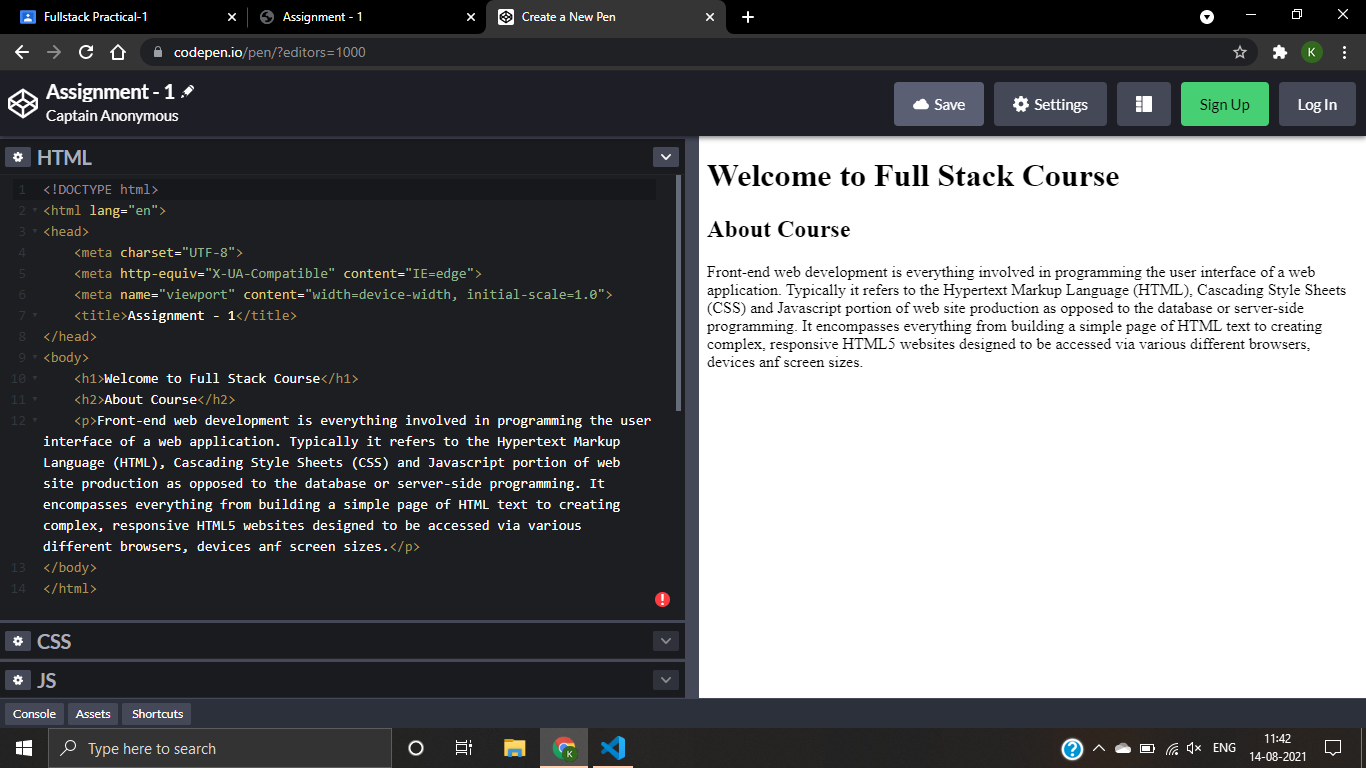 Fullstack Practical-1
Assignment - 1
Create a New Pen
codepen.io/pen/?editors=1000
K
Assignment - 1
Captain Anonymous
Save
Settings
Sign Up
Log In
HTML
1 <!DOCTYPE html>
2 <html lang="en">
3 <head>
4 <meta charset="UTF-8">
5 <meta http-equiv="X-UA-Compatible" content="IE=edge">
6 <meta name="viewport" content="width=device-width, initial-scale=1.0">
7 <title>Assignment - 1</title>
8 </head>
9 <body>
10 <h1>Welcome to Full Stack Course</h1>
11 <h2>About Course</h2>
12 <p>Front-end web development is everything involved in programming the user
interface of a web application. Typically it refers to the Hypertext Markup
Language (HTML), Cascading Style Sheets (CSS) and Javascript portion of web
site production as opposed to the database or server-side programming. It
encompasses everything from building a simple page of HTML text to creating
complex, responsive HTML5 websites designed to be accessed via various
different browsers, devices anf screen sizes.</p>
13 </body>
14 </html>
CSS
JS
Console
Assets
Shortcuts
Welcome to Full Stack Course
About Course
Front-end web development is everything involved in programming the user interface of a web
application. Typically it refers to the Hypertext Markup Language (HTML), Cascading Style Sheets
(CSS) and Javascript portion of web site production as opposed to the database or server-side
programming. It encompasses everything from building a simple page of HTML text to creating
complex, responsive HTML5 websites designed to be accessed via various different browsers,
devices anf screen sizes.
Type here to search
K
ENG
11:42
14-08-2021